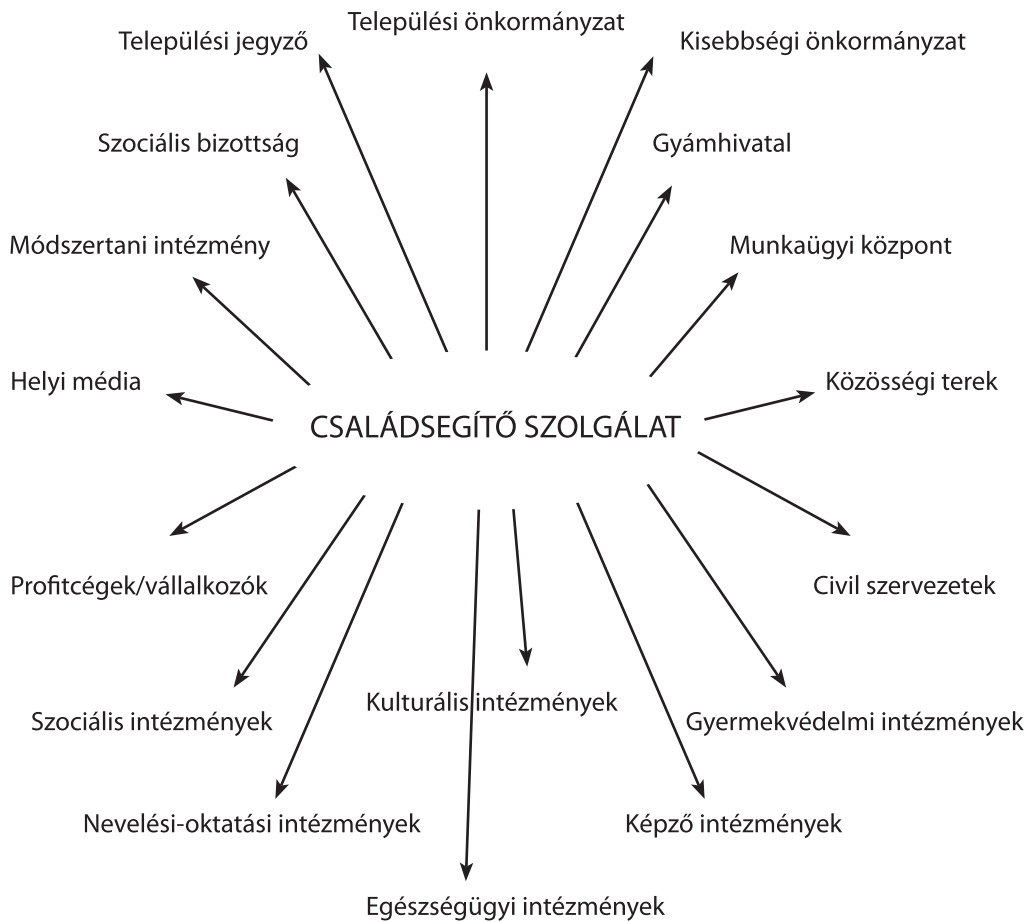 Települési önkormányzat
Települési jegyző
Kisebbségi önkormányzat
Szociális bizottság
Gyámhivatal
Módszertani intézmény
Munkaügyi központ
Helyi média
Közösségi terek
CSALÁDSEGÍTŐ SZOLGÁLAT
Profitcégek/vállalkozók
Civil szervezetek
Kulturális intézmények
Szociális intézmények
Gyermekvédelmi intézmények
Nevelési-oktatási intézmények
Képző intézmények
Egészségügyi intézmények